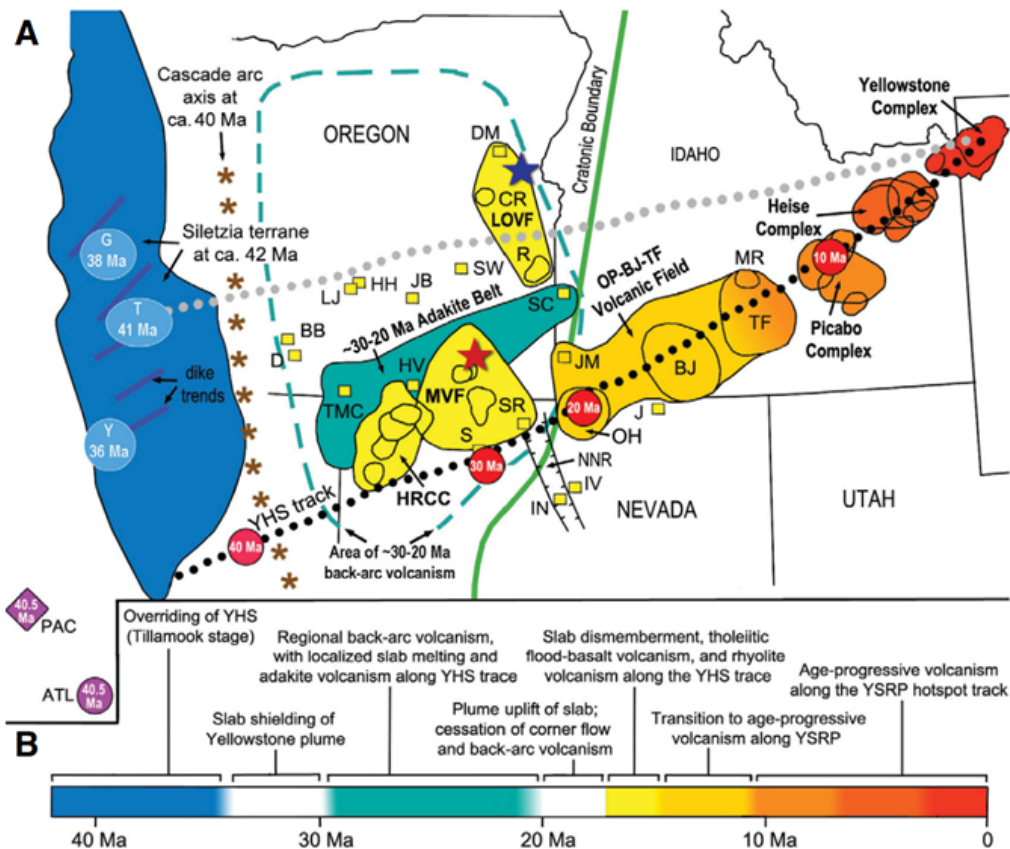 A
Cascade arc
axis at
ca. 40 Ma
OREGON
DM
Cratonic Boundary
IDAHO
Yellowstone
Complex
CR
LOVF
R
Siletzia terrane
at ca. 42 Ma
G
38 Ma
T
41 Ma
Y
36 Ma
dike
trends
Heise
Complex
10 Ma
Picabo
Complex
OP-BJ-TF
Volcanic Field
MR
TF
BJ
SW
HH
LJ
JB
SC
~30-20 Ma Adakite Belt
BB
D
HV
JM
TMC
MVF
SR
S
20 Ma
OH
J
30 Ma
NNR
IV
IN
HRCC
YHS track
40 Ma
NEVADA
UTAH
Area of ~30-20 Ma
back-arc volcanism
40.5
Ma
PAC
ATL
40.5
Ma
B
Overriding of YHS
(Tillamook stage)
Slab shielding of
Yellowstone plume
Regional back-arc volcanism,
with localized slab melting and
adakite volcanism along YHS trace
Plume uplift of slab;
cessation of corner flow
and back-arc volcanism
Slab dismemberment, tholeiitic
flood-basalt volcanism, and rhyolite
volcanism along the YHS trace
Transition to age-progressive
volcanism along YSRP
Age-progressive volcanism
along the YSRP hotspot track
40 Ma
30 Ma
20 Ma
10 Ma
0